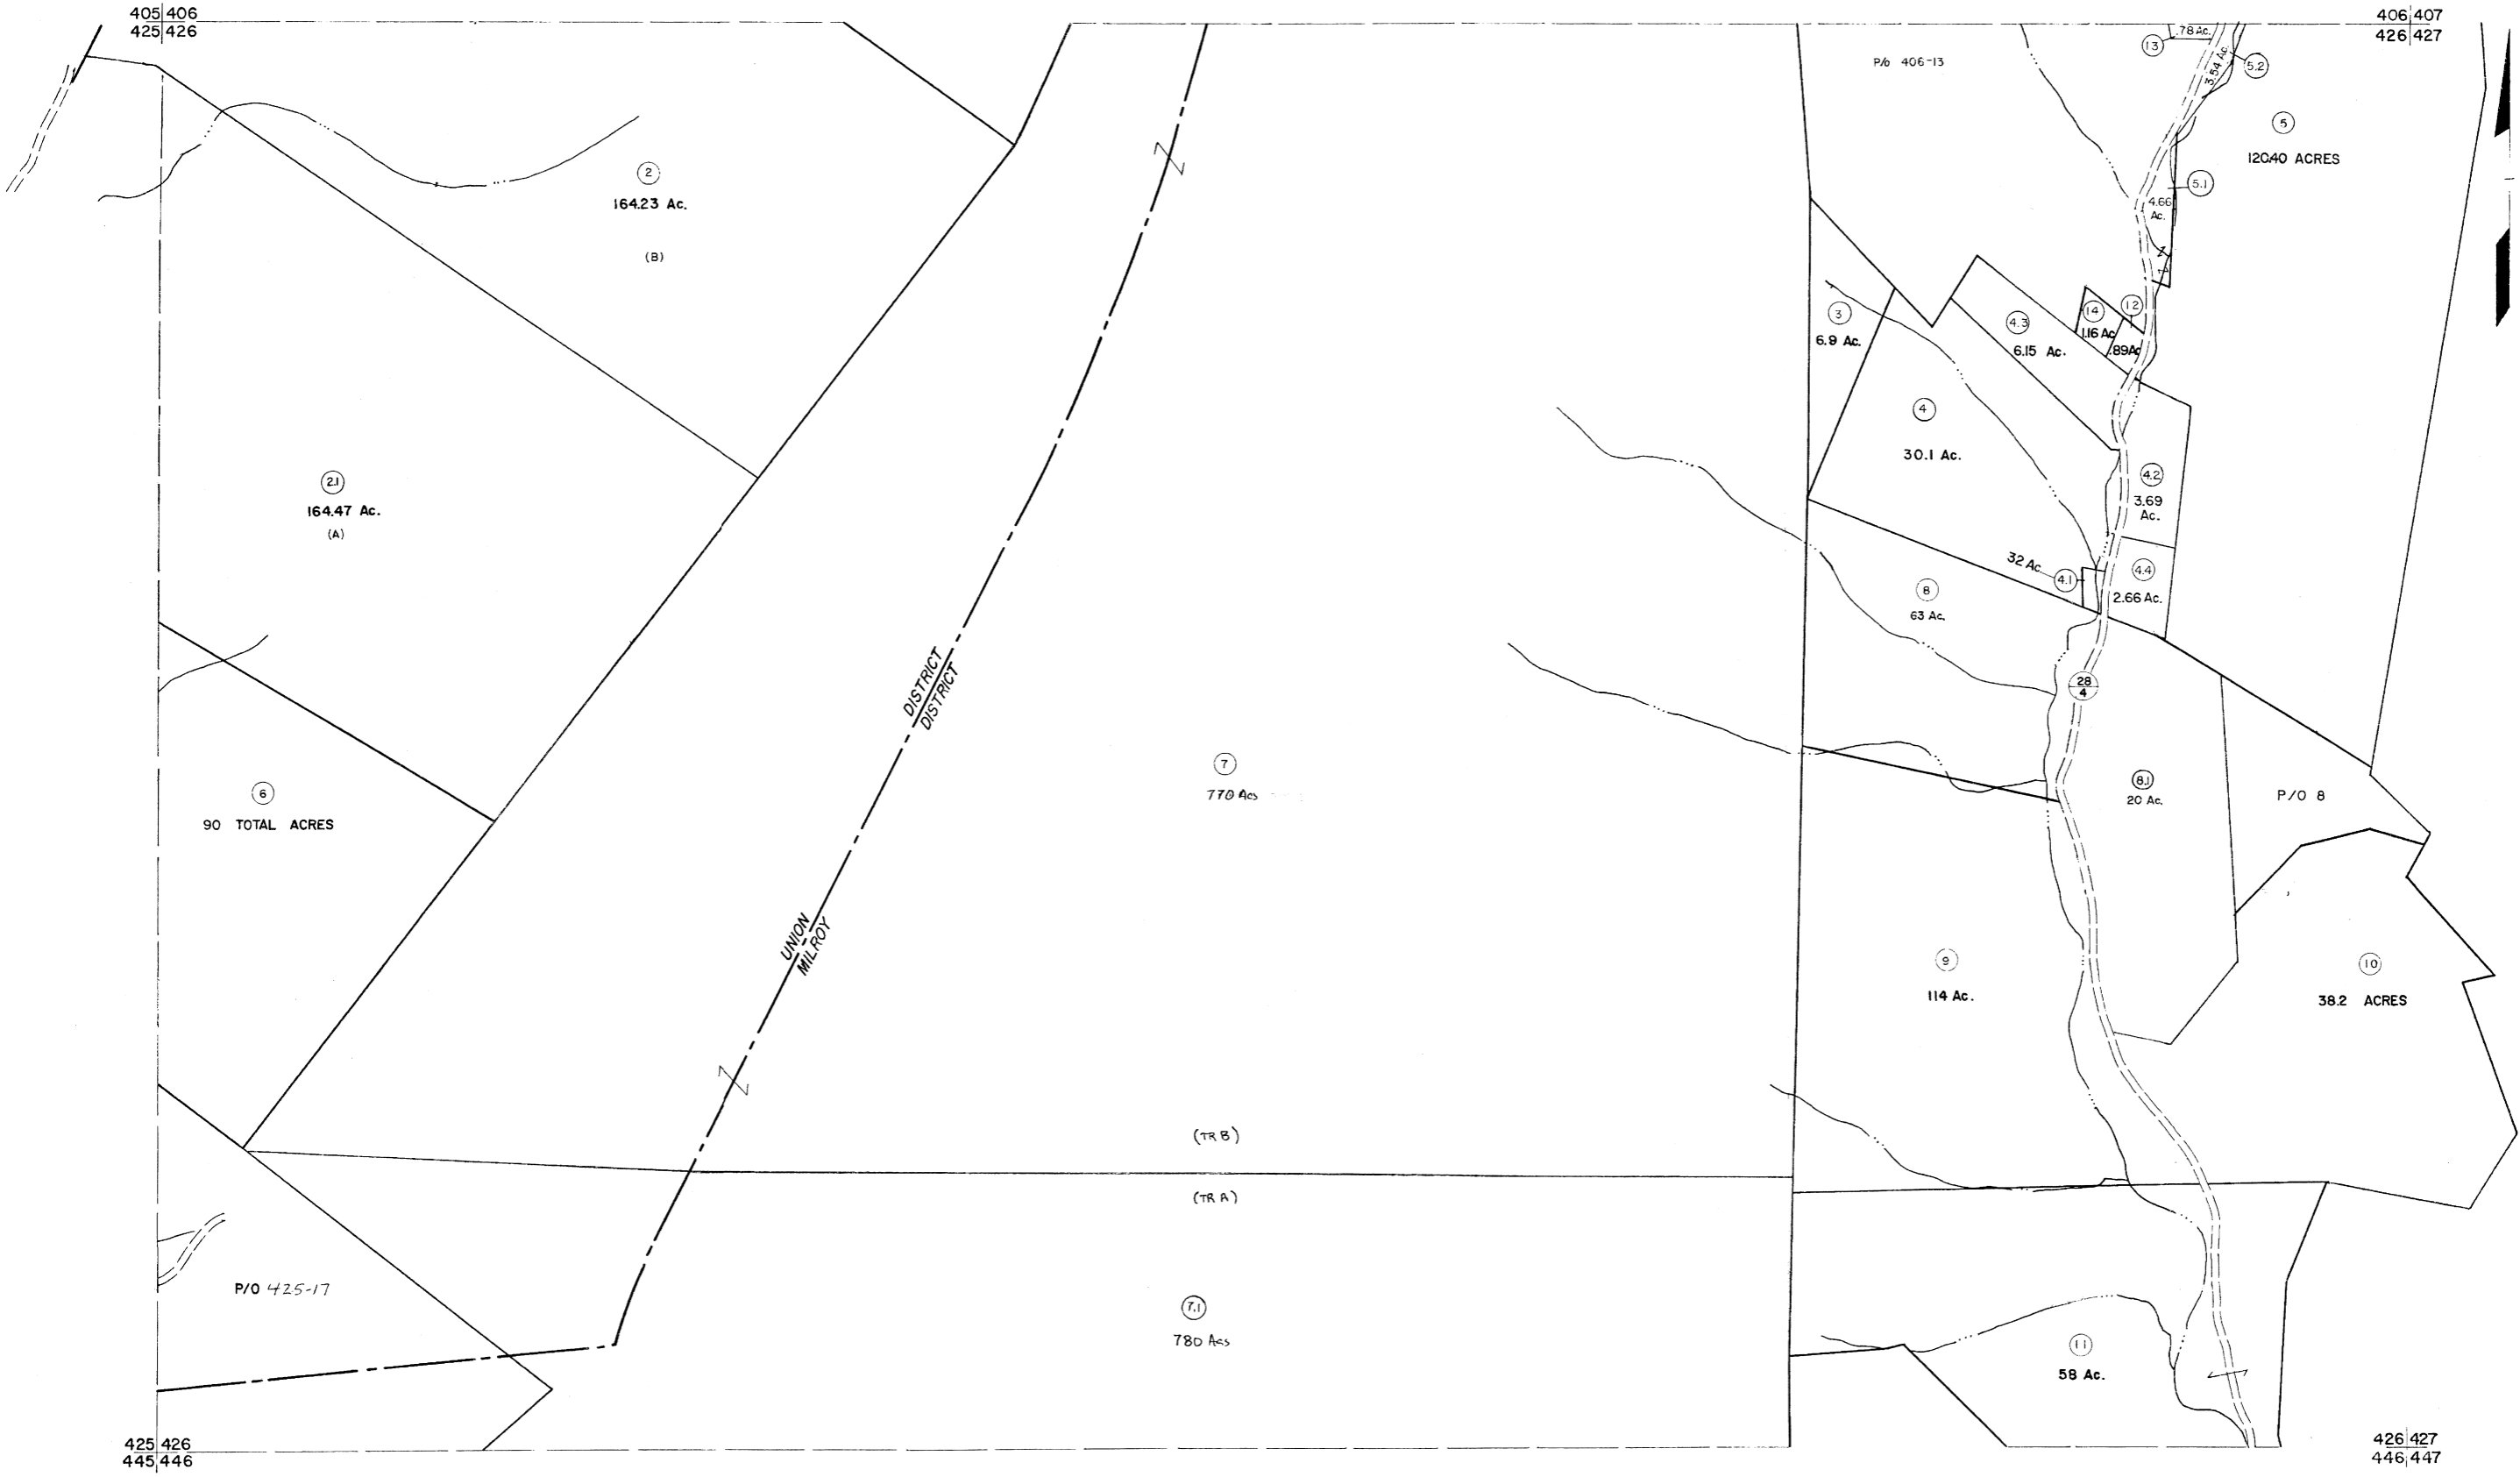 405 406
425 426
406 407
426 427
13
.78 Ac.
P/o 406-13
3.54 Ac.
5.2
5
120.40 ACRES
2
164.23 Ac.
(B)
5.1
4.66
Ac.
3
6.9 Ac.
4.3
6.15 Ac.
14
1.16 Ac
12
.89Ac
4
30.1 Ac.
2.1
164.47 Ac.
(A)
4.2
3.69
Ac.
32 Ac.
4.1
4.4
2.66 Ac.
8
63 Ac.
DISTRICT
DISTRICT
28
4
7
770 Acs
8.1
20 Ac.
P/O 8
6
90 TOTAL ACRES
UNION
MILROY
9
114 Ac.
10
38.2 ACRES
(TR B)
(TR A)
P/O 425-17
7.1
780 Acs
11
58 Ac.
425 426
445 446
426 427
446 447